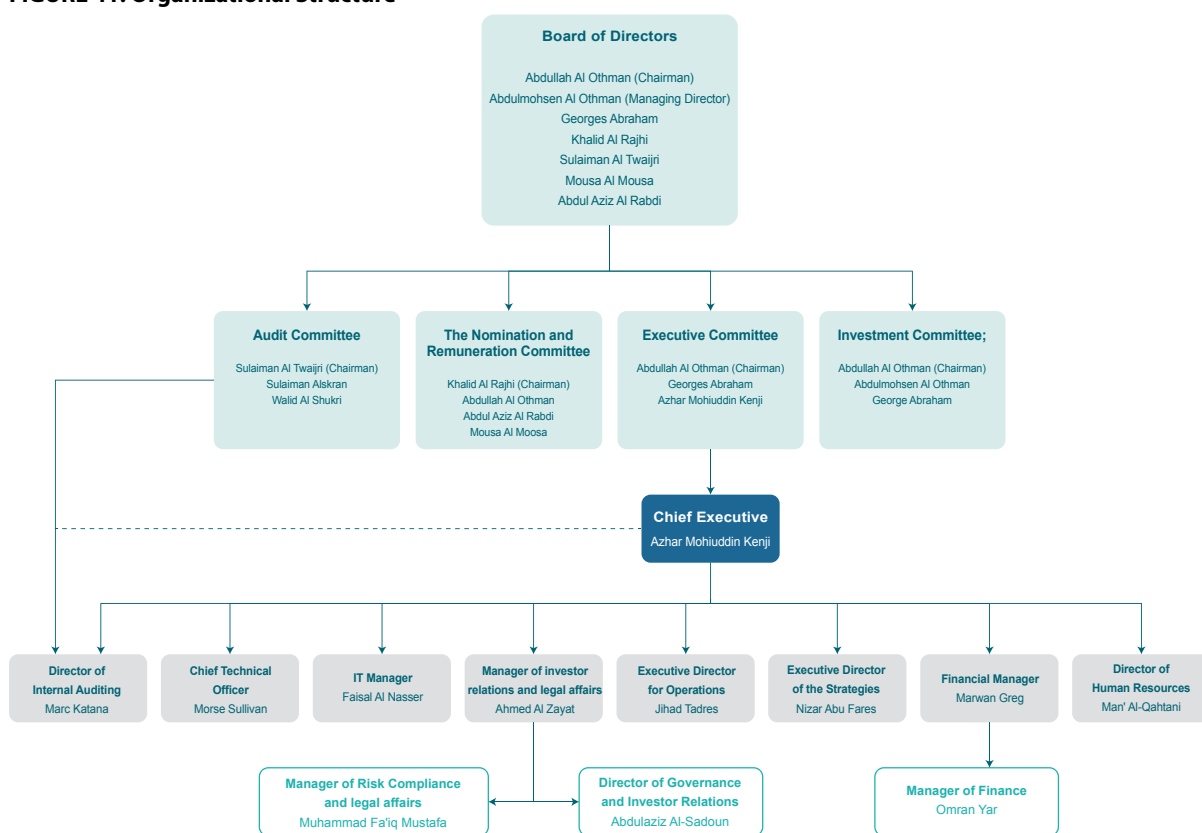 Board of Directors
Abdullah Al Othman (Chairman)
Abdulmohsen Al Othman (Managing Director)
Georges Abraham
Khalid Al Rajhi
Sulaiman Al Twaijri
Mousa Al Mousa
Abdul Aziz Al Rabdi
Audit Committee
Sulaiman Al Twaijri (Chairman)
Sulaiman Alskran
Walid Al Shukri
The Nomination and
Remuneration Committee
Khalid Al Rajhi (Chairman)
Abdullah Al Othman
Abdul Aziz Al Rabdi
Mousa Al Moosa
Executive Committee
Abdullah Al Othman (Chairman)
Georges Abraham
Azhar Mohiuddin Kenji
Investment Committee;
Abdullah Al Othman (Chairman)
Abdulmohsen Al Othman
George Abraham
Chief Executive
Azhar Mohiuddin Kenji
Director of
Internal Auditing
Marc Katana
Chief Technical
Officer
Morse Sullivan
IT Manager
Faisal Al Nasser
Manager of investor
relations and legal affairs
Ahmed Al Zayat
Executive Director
for Operations
Jihad Tadres
Executive Director
of the Strategies
Nizar Abu Fares
Financial Manager
Marwan Greg
Director of
Human Resources
Man' Al-Qahtani
Manager of Risk Compliance
and legal affairs
Muhammad Fa'iq Mustafa
Director of Governance
and Investor Relations
Abdulaziz Al-Sadoun
Manager of Finance
Omran Yar